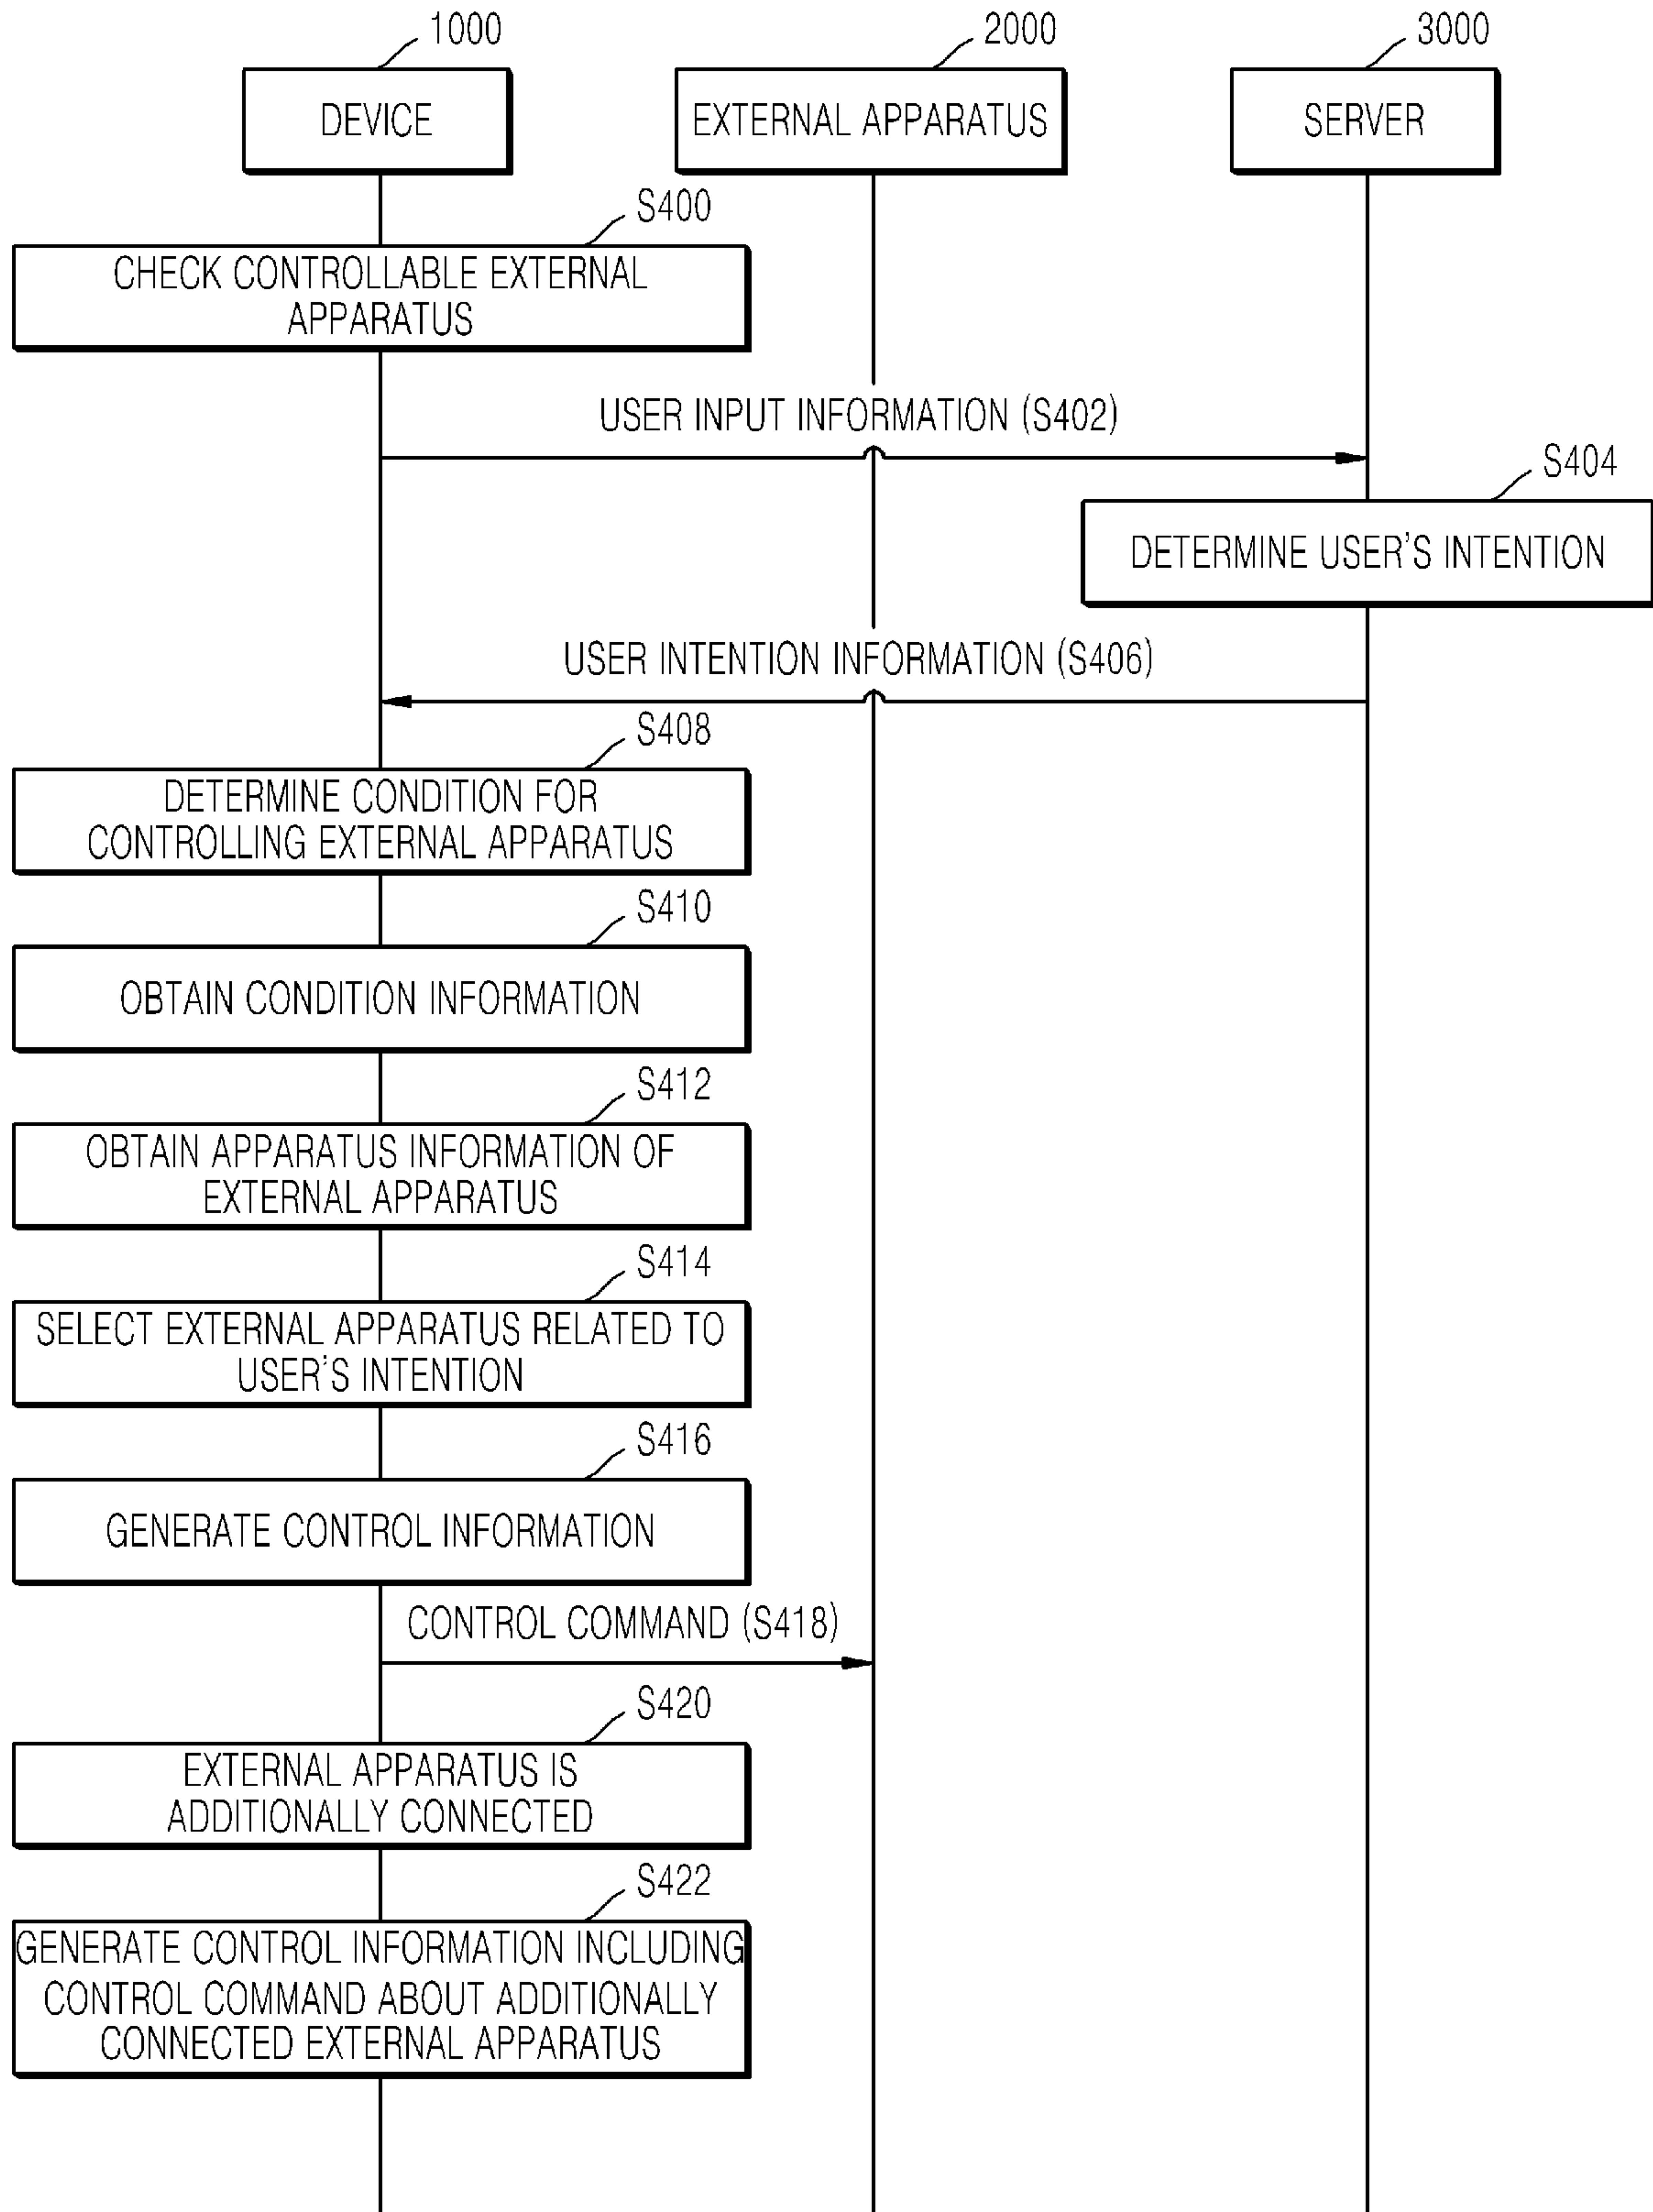 1000
2000
3000
DEVICE
EXTERNAL APPARATUS
SERVER
S400
CHECK CONTROLLABLE EXTERNAL
APPARATUS
USER INPUT INFORMATION (S402)
S404
DETERMINE USER'S INTENTION
USER INTENTION INFORMATION (S406)
S408
DETERMINE CONDITION FOR
CONTROLLING EXTERNAL APPARATUS
S410
OBTAIN CONDITION INFORMATION
S412
OBTAIN APPARATUS INFORMATION OF
EXTERNAL APPARATUS
S414
SELECT EXTERNAL APPARATUS RELATED TO
USER'S INTENTION
S416
GENERATE CONTROL INFORMATION
CONTROL COMMAND (S418)
S420
EXTERNAL APPARATUS IS
ADDITIONALLY CONNECTED
S422
GENERATE CONTROL INFORMATION INCLUDING
CONTROL COMMAND ABOUT ADDITIONALLY
CONNECTED EXTERNAL APPARATUS